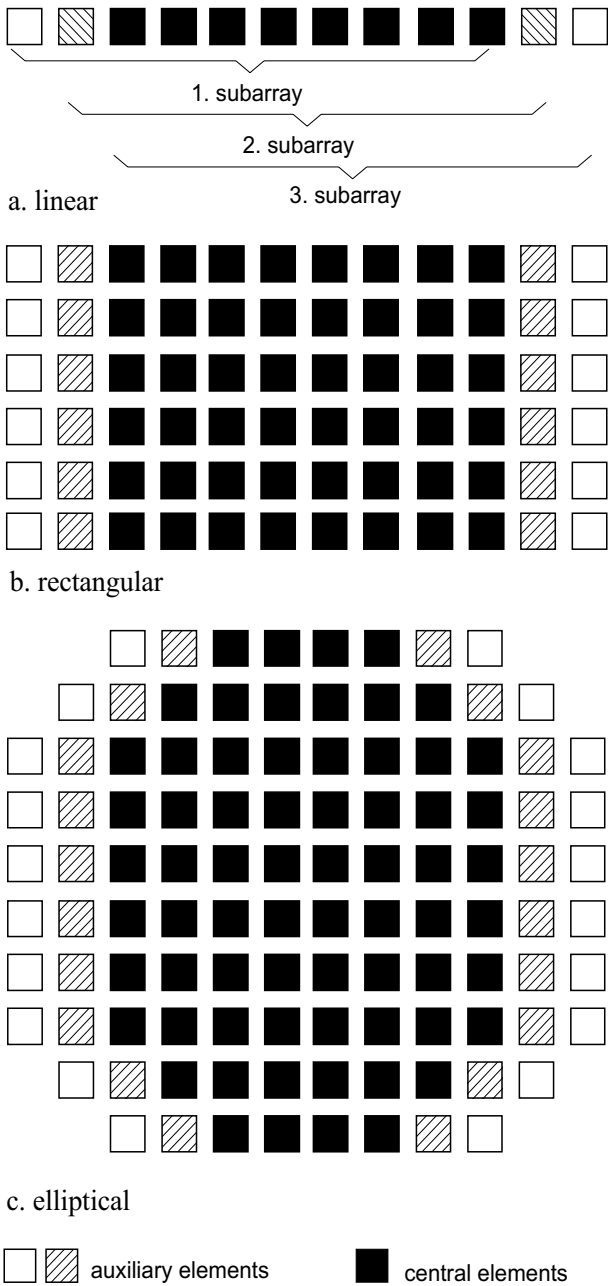 1. subarray
2. subarray
3. subarray
a. linear
b. rectangular
c. elliptical
auxiliary elements
central elements